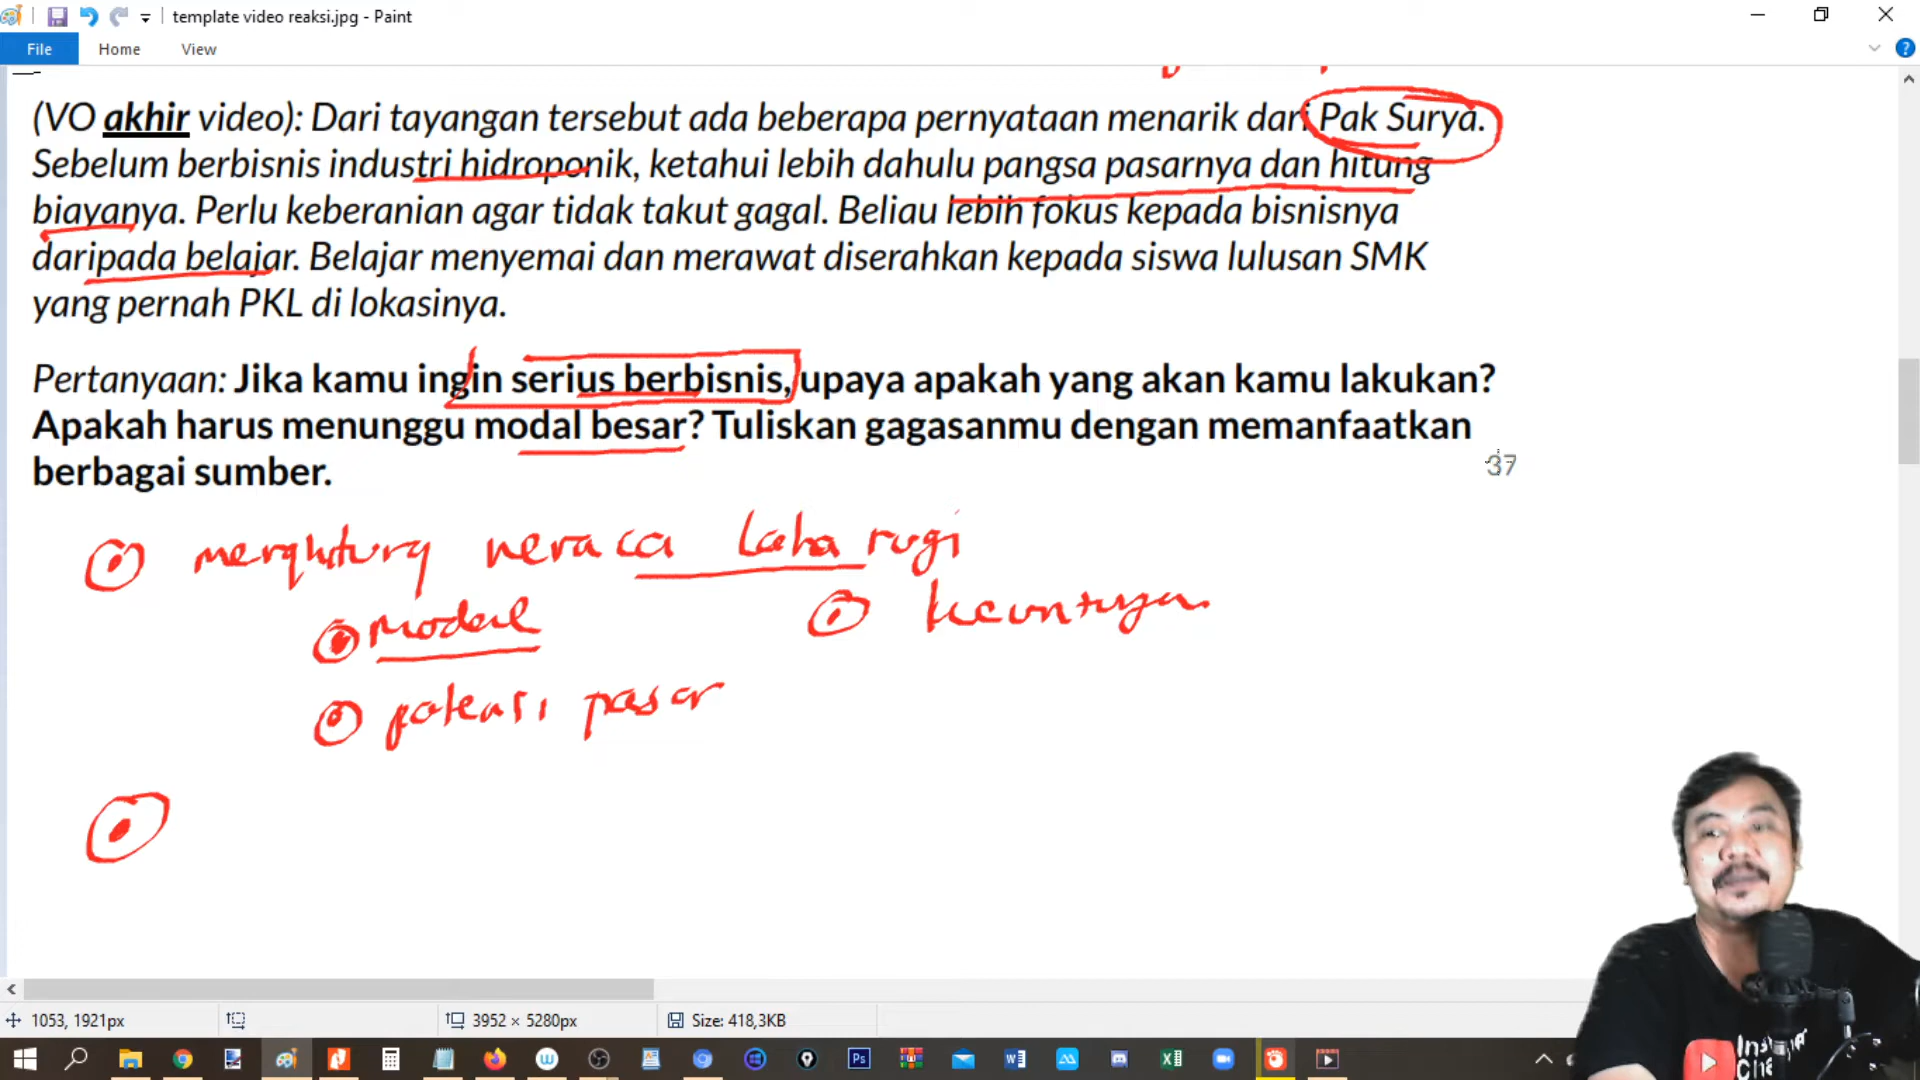 template video reaksi.jpg - Paint
File Home View
(VO akhir video): Dari tayangan tersebut ada beberapa pernyataan menarik dari Pak Surya.
Sebelum berbisnis industri hidroponik, ketahui lebih dahulu pangsa pasarnya dan hitung
biayanya. Perlu keberanian agar tidak takut gagal. Beliau lebih fokus kepada bisnisnya
daripada belajar. Belajar menyemai dan merawat diserahkan kepada siswa lulusan SMK
yang pernah PKL di lokasinya.
Pertanyaan: Jika kamu ingin serius berbisnis, upaya apakah yang akan kamu lakukan?
Apakah harus menunggu modal besar? Tuliskan gagasanmu dengan memanfaatkan
berbagai sumber.
37
menghitung neraca laba rugi
modal
keuntungan
potensi pasar
1053, 1921px
3952 × 5280px
Size: 418,3KB